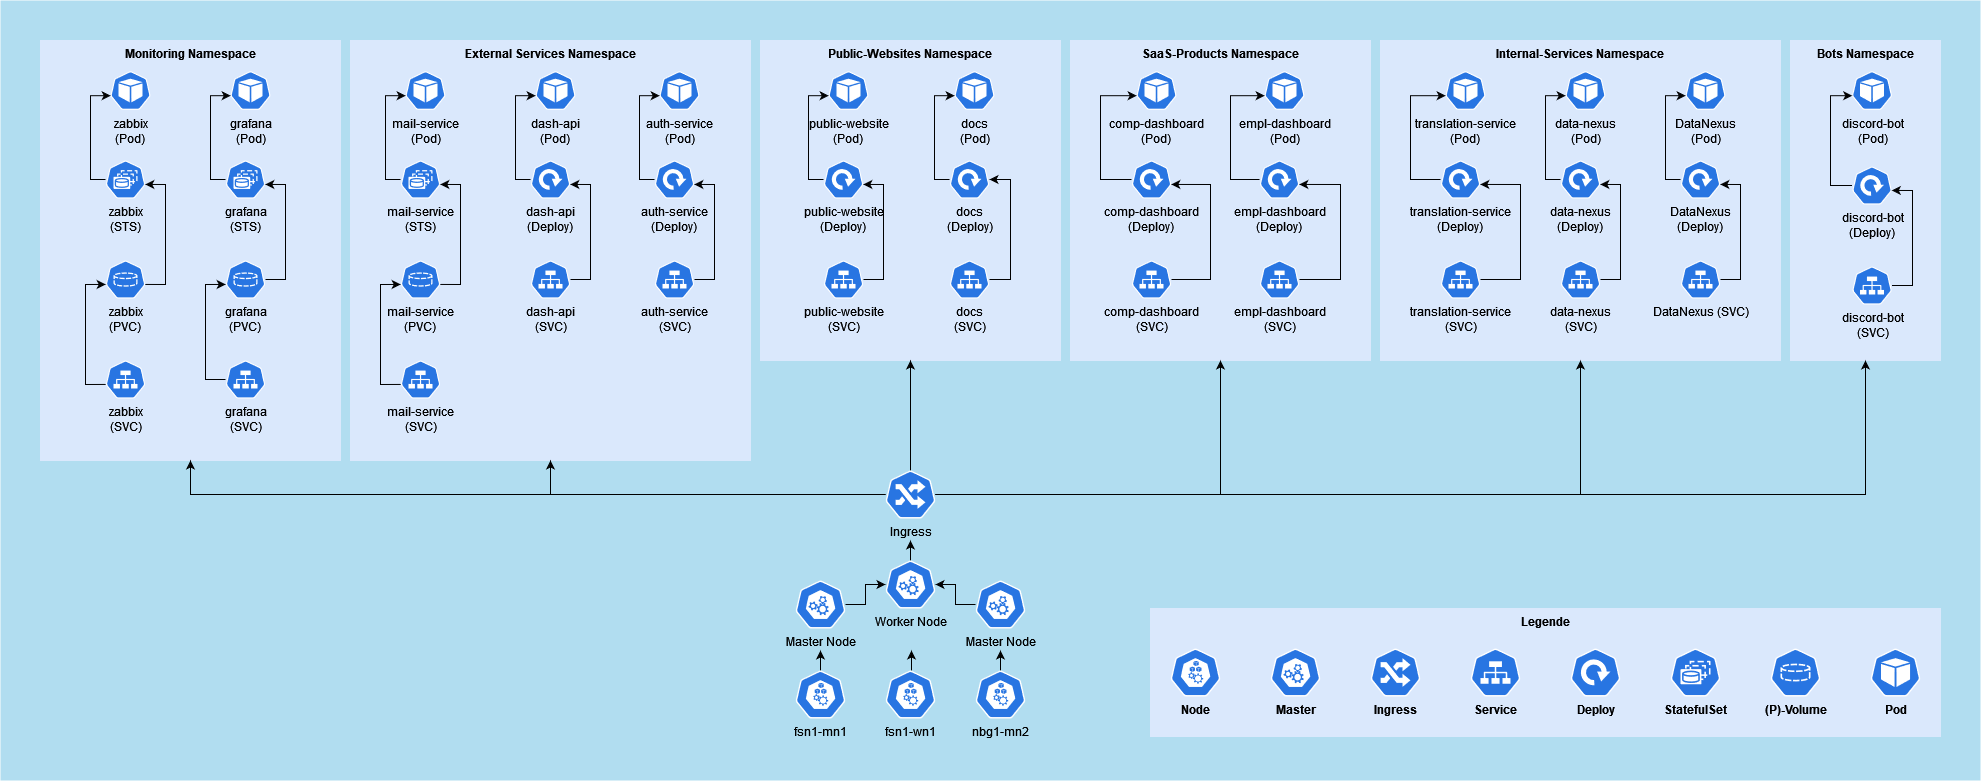 Monitoring Namespace
zabbix
(Pod)
grafana
(Pod)
zabbix
(STS)
grafana
(STS)
zabbix
(PVC)
grafana
(PVC)
zabbix
(SVC)
grafana
(SVC)
External Services Namespace
mail-service
(Pod)
dash-api
(Pod)
auth-service
(Pod)
mail-service
(STS)
dash-api
(Deploy)
auth-service
(Deploy)
mail-service
(PVC)
dash-api
(SVC)
auth-service
(SVC)
mail-service
(SVC)
Public-Websites Namespace
public-website
(Pod)
docs
(Pod)
public-website
(Deploy)
docs
(Deploy)
public-website
(SVC)
docs
(SVC)
SaaS-Products Namespace
comp-dashboard
(Pod)
empl-dashboard
(Pod)
comp-dashboard
(Deploy)
empl-dashboard
(Deploy)
comp-dashboard
(SVC)
empl-dashboard
(SVC)
Internal-Services Namespace
translation-service
(Pod)
data-nexus
(Pod)
DataNexus
(Pod)
translation-service
(Deploy)
data-nexus
(Deploy)
DataNexus
(Deploy)
translation-service
(SVC)
data-nexus
(SVC)
DataNexus (SVC)
Bots Namespace
discord-bot
(Pod)
discord-bot
(Deploy)
discord-bot
(SVC)
Ingress
Master Node
Worker Node
Master Node
fsn1-mn1
fsn1-wn1
nbg1-mn2
Legende
Node
Master
Ingress
Service
Deploy
StatefulSet
(P)-Volume
Pod